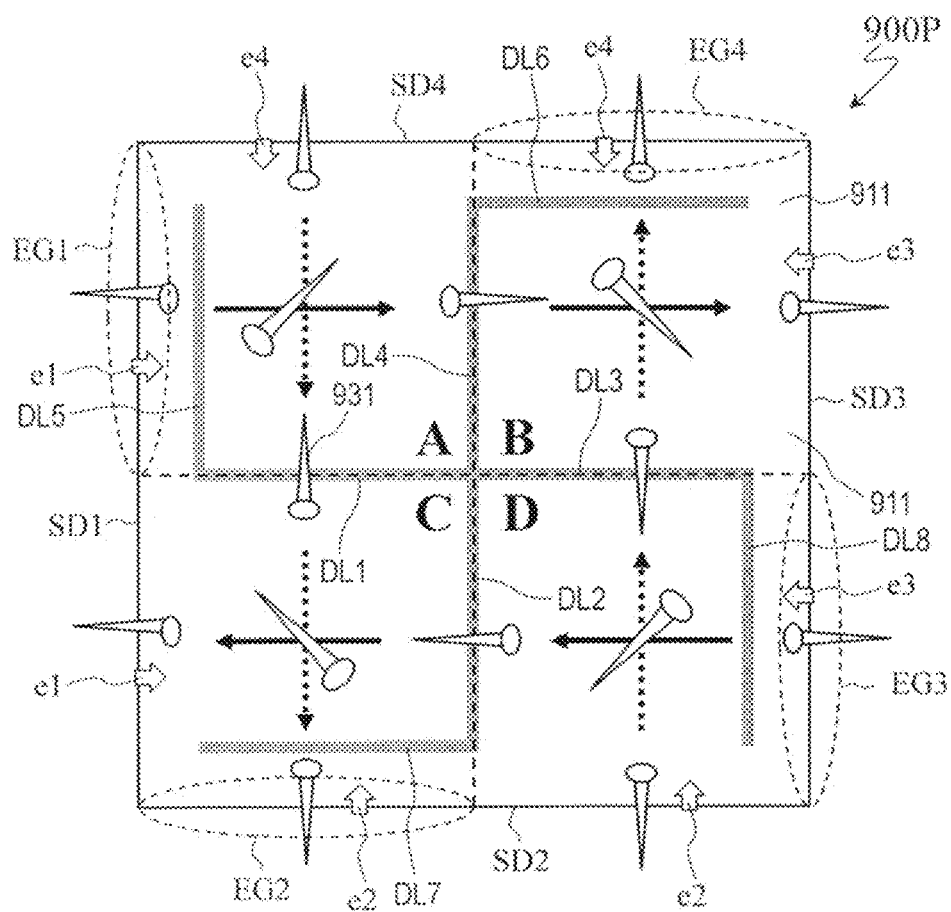 900P
e4
SD4
DL6
e4
EG4
911
EG1
e3
e1
DL4
DL3
SD3
DL5
931
A B
C D
SD1
911
DL1
DL8
DL2
e3
e1
EG3
SD2
EG2
e2
DL7
e2